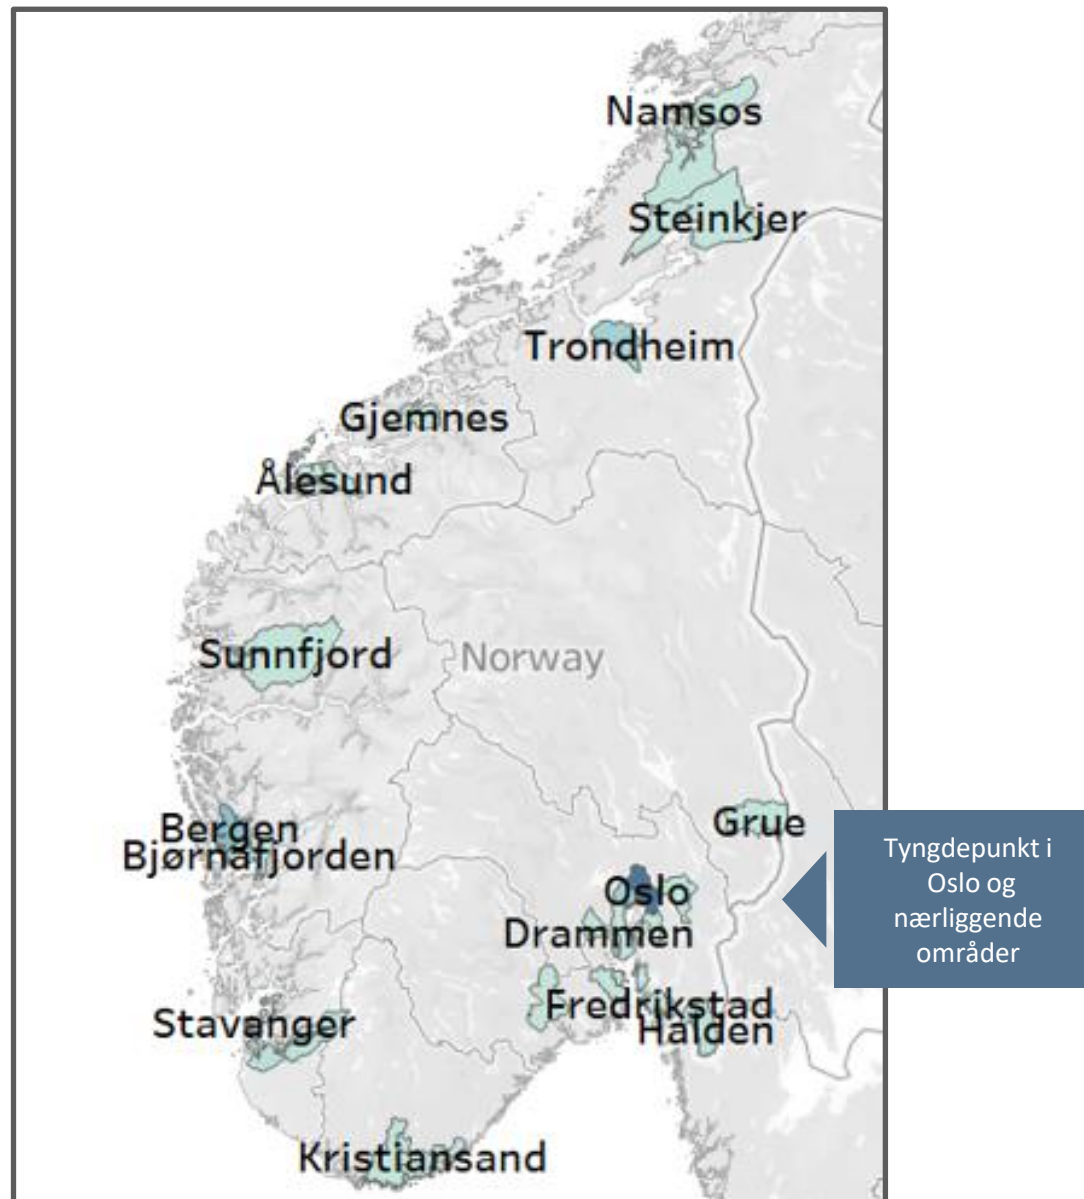 Namsos
Steinkjer
Trondheim
Gjemnes
Ålesund
Sunnfjord
Norway
Bergen
Bjørnafjorden
Grue
Oslo
Drammen
Fredrikstad
Halden
Stavanger
Kristiansand
Tyngdepunkt i
Oslo og
nærliggende
områder